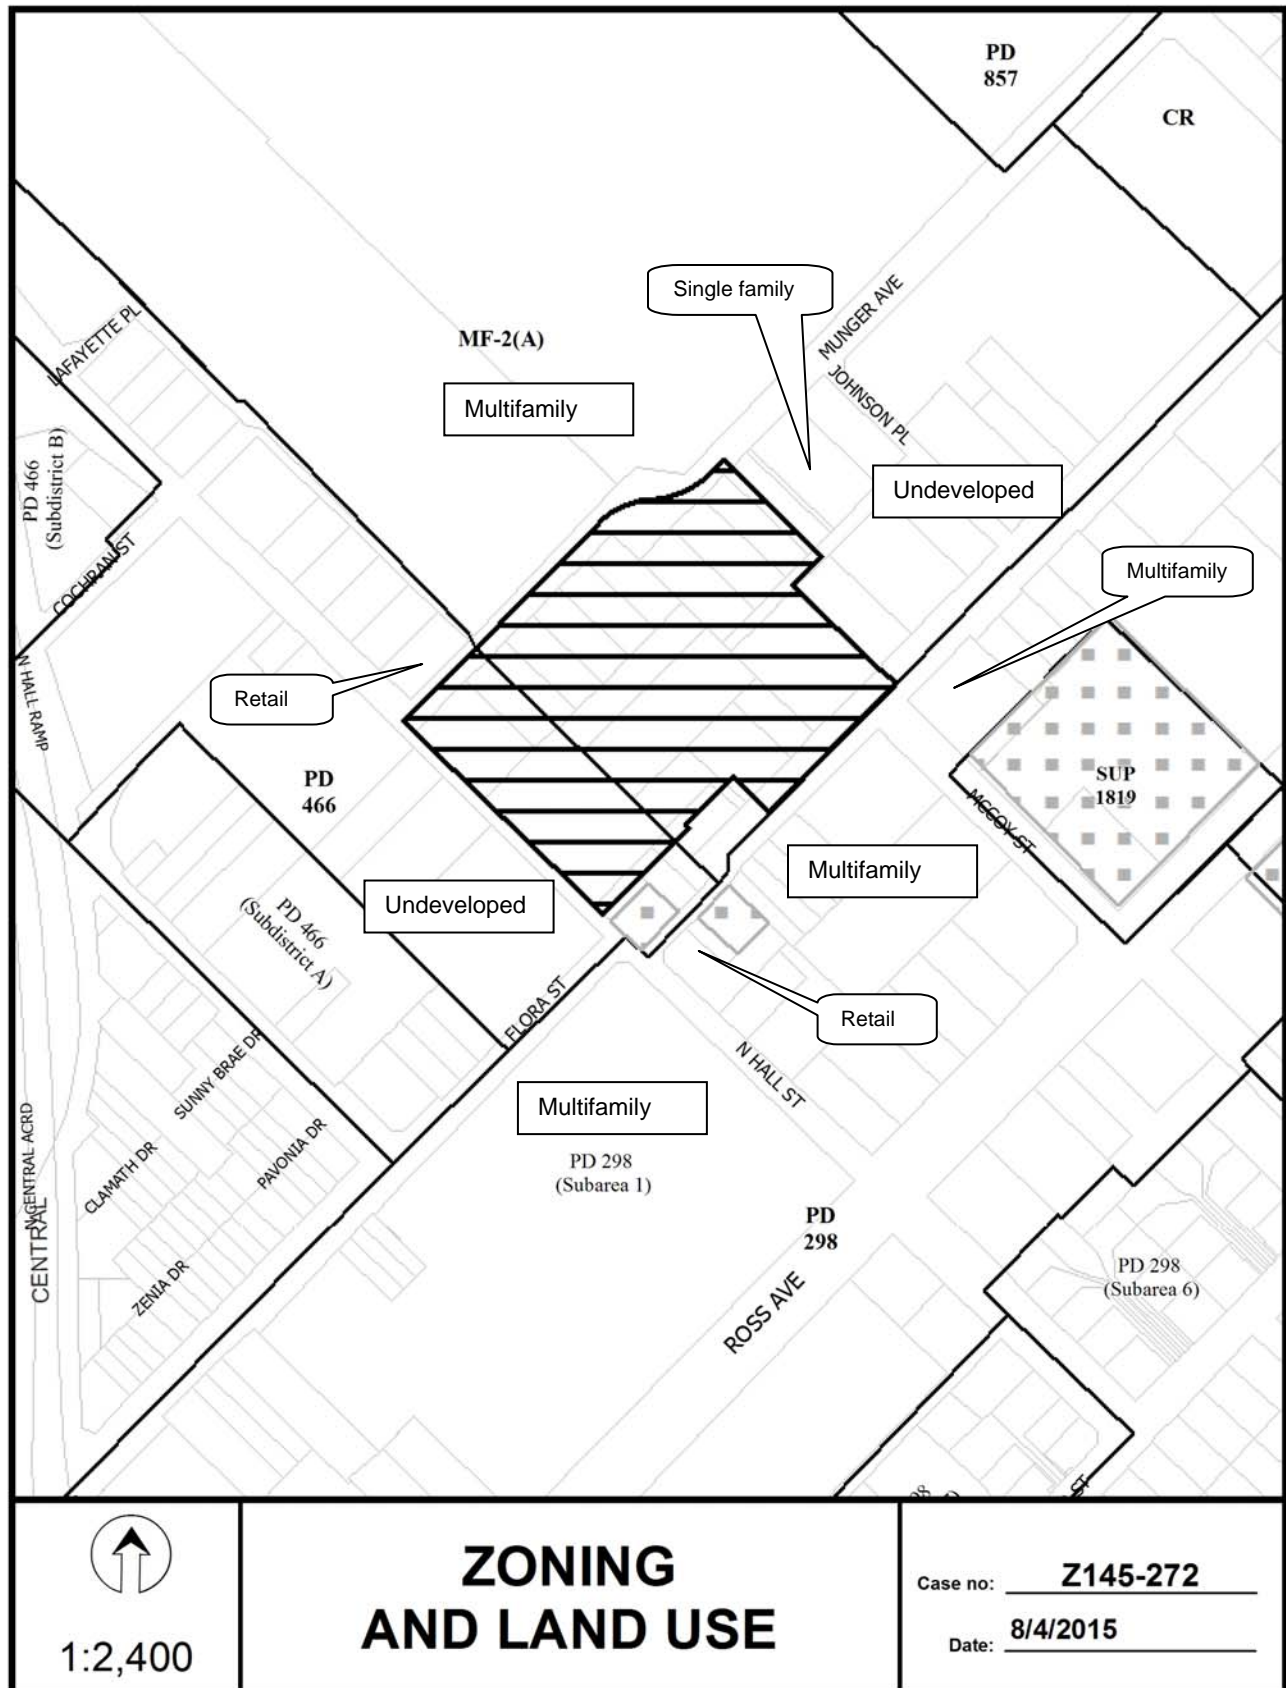 PD
857
CR
Single family
MUNGER AVE
LAFAYETTE PL
MF-2(A)
JOHNSON PL
Multifamily
PD 466
(Subdistrict B)
Undeveloped
COCHRAN ST
Multifamily
N HALL RAMP
Retail
PD
466
SUP
1819
MCCOY ST
Multifamily
Undeveloped
PD 466
(Subdistrict A)
FLORA ST
Retail
SUNNY BRAE DR
N HALL ST
Multifamily
N CENTRAL ACRD
CLAMATH DR
PAVONIA DR
PD 298
(Subarea 1)
PD
298
CENTRAL
ZENIA DR
PD 298
(Subarea 6)
ROSS AVE
98
ST
1:2,400
ZONING
AND LAND USE
Case no: Z145-272
Date: 8/4/2015